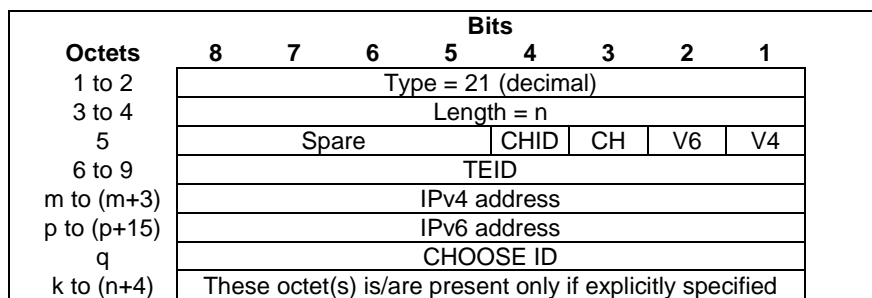 Bits
Octets 8 7 6 5 4 3 2 1
1 to 2 Type = 21 (decimal)
3 to 4 Length = n
5 Spare CHID CH V6 V4
6 to 9 TEID
m to (m+3) IPv4 address
p to (p+15) IPv6 address
q CHOOSE ID
k to (n+4) These octet(s) is/are present only if explicitly specified